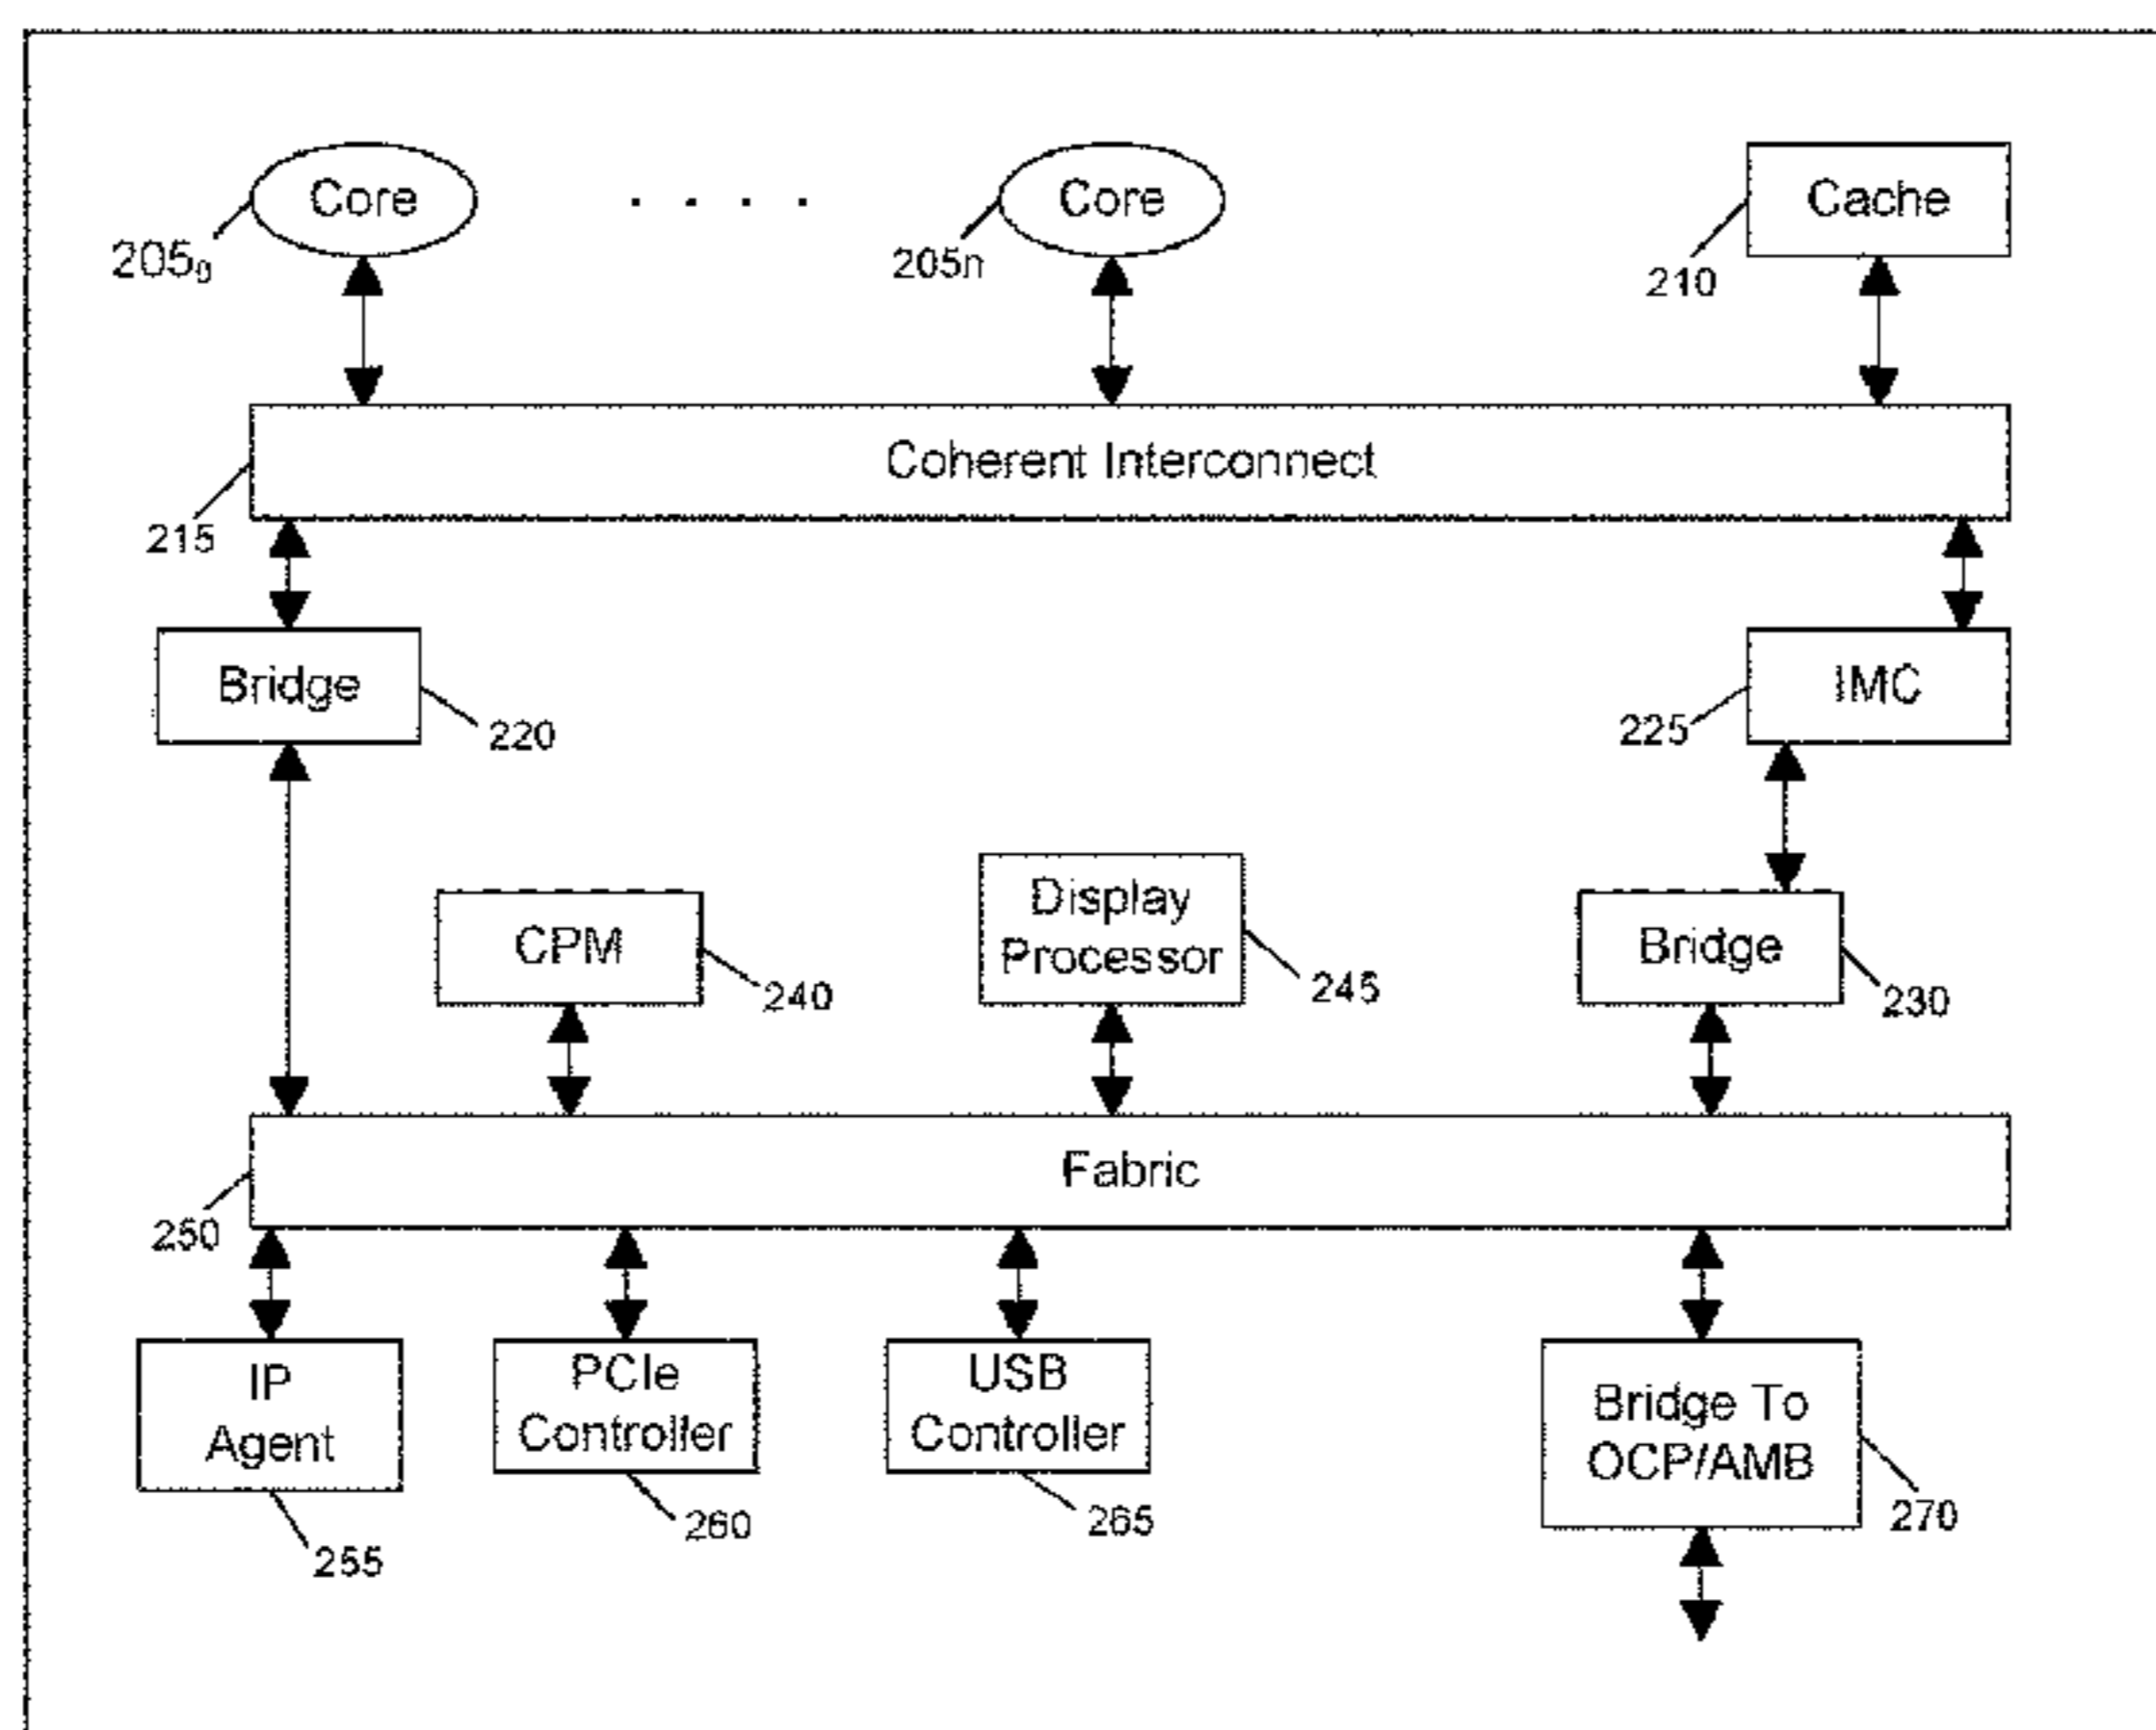 Core
. . . .
Core
Cache
205₀
205n
210
Coherent Interconnect
215
Bridge
IMC
220
225
Display
CPM
Processor
Bridge
240
245
230
Fabric
250
IP
Agent
PCIe
Controller
USB
Controller
Bridge To
OCP/AMB
255
260
265
270